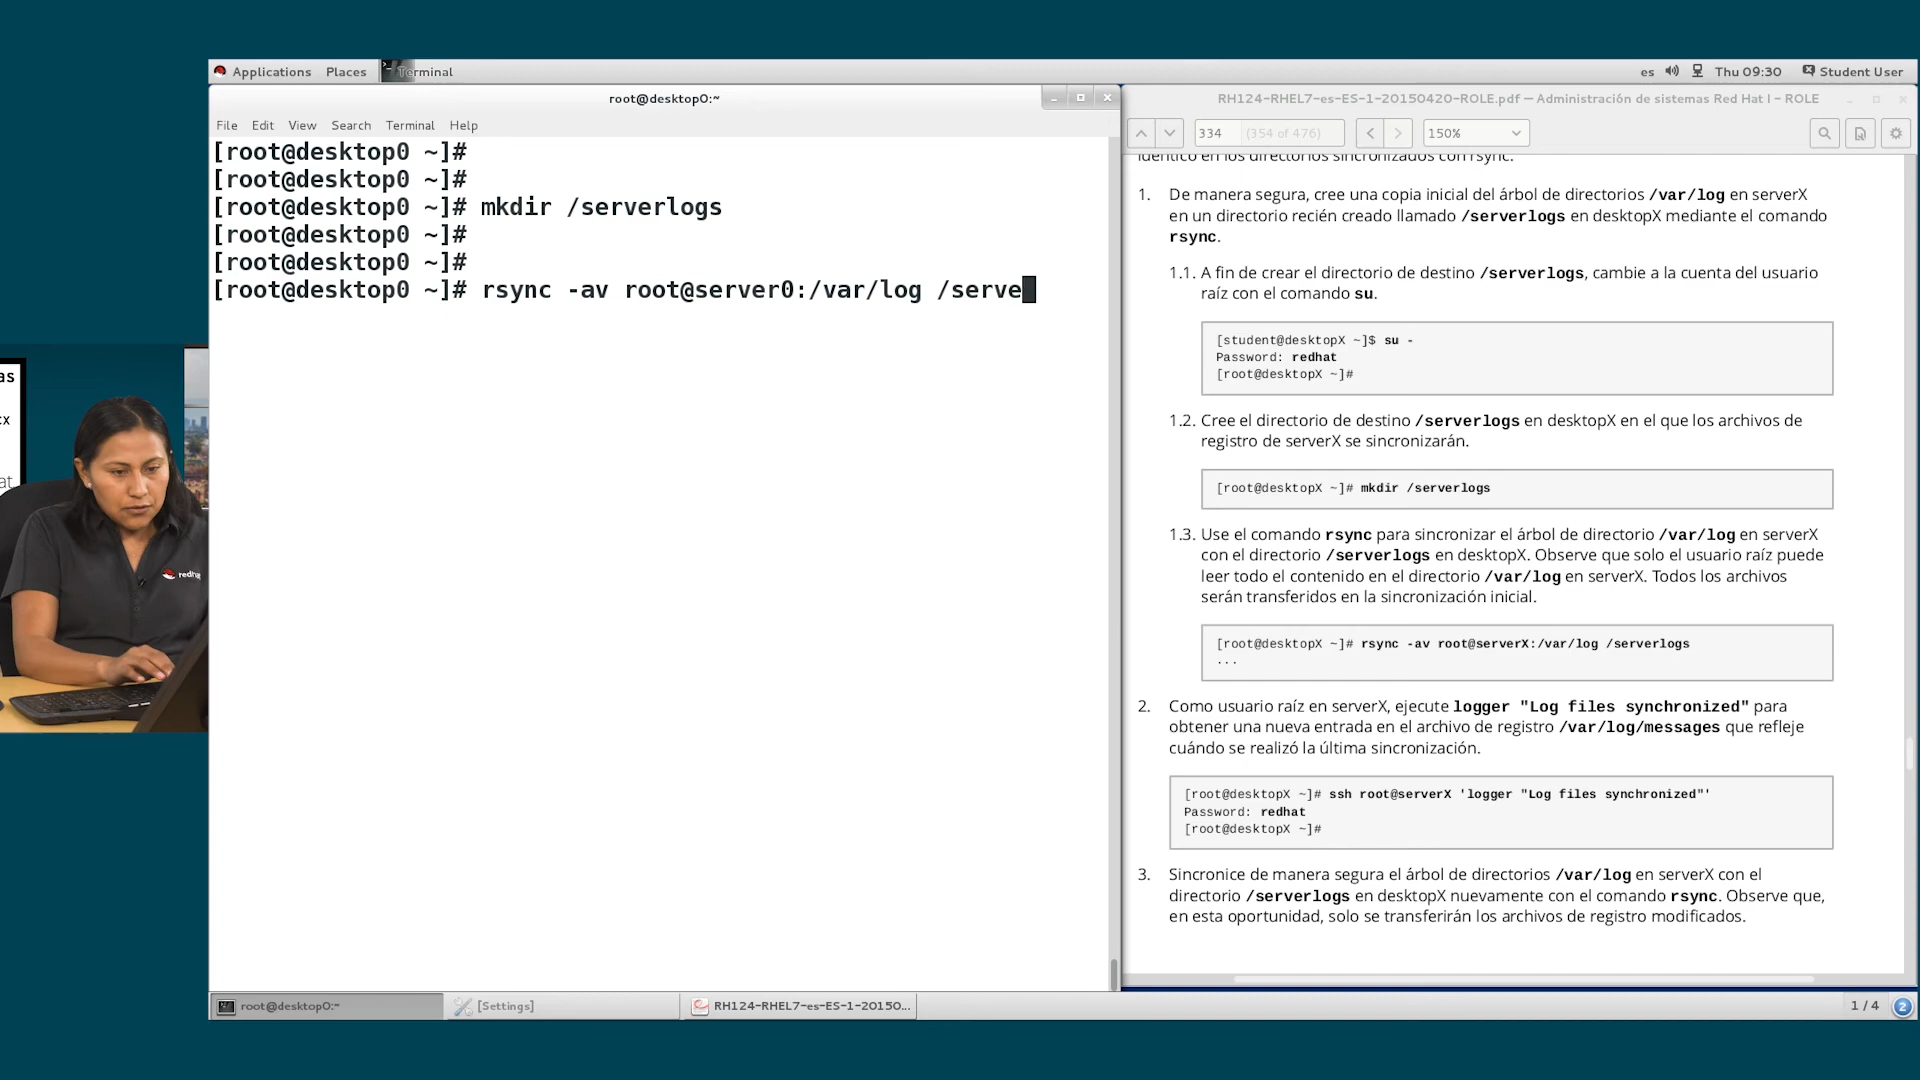 Applications Places Terminal
es Thu 09:30 Student User
root@desktop0:~
File Edit View Search Terminal Help
[root@desktop0 ~]#
[root@desktop0 ~]#
[root@desktop0 ~]# mkdir /serverlogs
[root@desktop0 ~]#
[root@desktop0 ~]#
[root@desktop0 ~]# rsync -av root@server0:/var/log /serve
as
cx
at
redhat
RH124-RHEL7-es-ES-1-20150420-ROLE.pdf — Administración de sistemas Red Hat I - ROLE
334 (354 of 476) 150%
idéntico en los directorios sincronizados con rsync.
1. De manera segura, cree una copia inicial del árbol de directorios /var/log en serverX
en un directorio recién creado llamado /serverlogs en desktopX mediante el comando
rsync.
1.1. A fin de crear el directorio de destino /serverlogs, cambie a la cuenta del usuario
raíz con el comando su.
[student@desktopX ~]$ su -
Password: redhat
[root@desktopX ~]#
1.2. Cree el directorio de destino /serverlogs en desktopX en el que los archivos de
registro de serverX se sincronizarán.
[root@desktopX ~]# mkdir /serverlogs
1.3. Use el comando rsync para sincronizar el árbol de directorio /var/log en serverX
con el directorio /serverlogs en desktopX. Observe que solo el usuario raíz puede
leer todo el contenido en el directorio /var/log en serverX. Todos los archivos
serán transferidos en la sincronización inicial.
[root@desktopX ~]# rsync -av root@serverX:/var/log /serverlogs
...
2. Como usuario raíz en serverX, ejecute logger "Log files synchronized" para
obtener una nueva entrada en el archivo de registro /var/log/messages que refleje
cuándo se realizó la última sincronización.
[root@desktopX ~]# ssh root@serverX 'logger "Log files synchronized"'
Password: redhat
[root@desktopX ~]#
3. Sincronice de manera segura el árbol de directorios /var/log en serverX con el
directorio /serverlogs en desktopX nuevamente con el comando rsync. Observe que,
en esta oportunidad, solo se transferirán los archivos de registro modificados.
root@desktop0:~ [Settings] RH124-RHEL7-es-ES-1-20150... 1 / 4 2